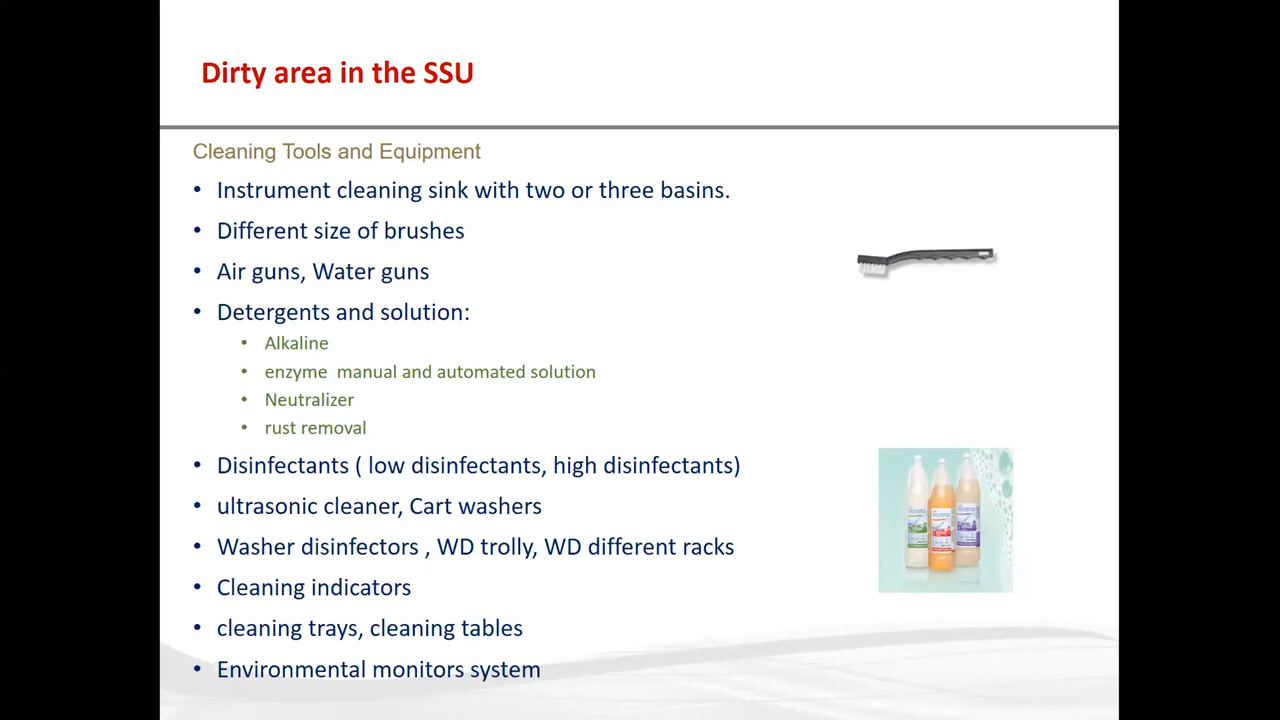 Dirty area in the SSU
Cleaning Tools and Equipment
• Instrument cleaning sink with two or three basins.
• Different size of brushes
• Air guns, Water guns
• Detergents and solution:
• Alkaline
• enzyme  manual and automated solution
• Neutralizer
• rust removal
• Disinfectants ( low disinfectants, high disinfectants)
• ultrasonic cleaner, Cart washers
• Washer disinfectors , WD trolly, WD different racks
• Cleaning indicators
• cleaning trays, cleaning tables
• Environmental monitors system